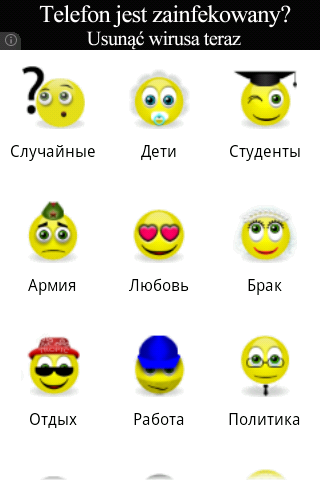 Telefon jest zainfekowany?
Usunąć wirusa teraz
Случайные
Дети
Студенты
Армия
Любовь
Брак
Отдых
Работа
Политика